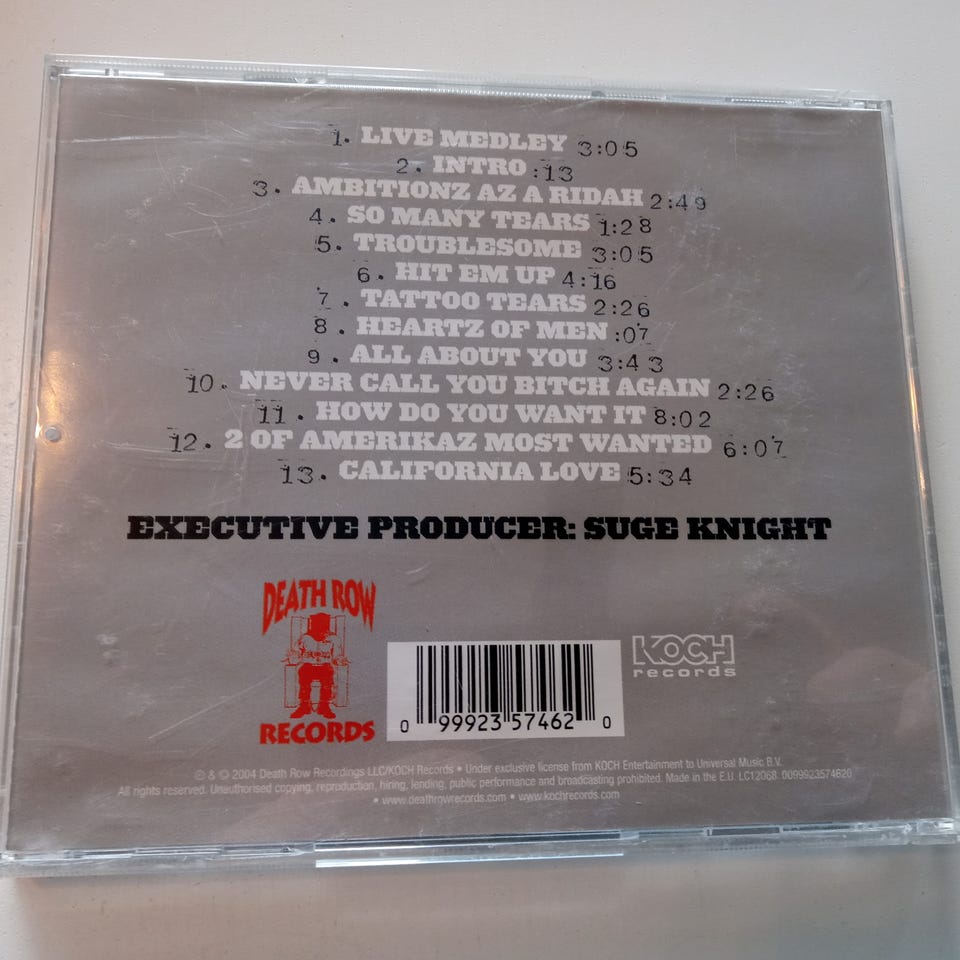 1. LIVE MEDLEY 3:05
2. INTRO :13
3. AMBITIONZ AZ A RIDAH 2:49
4. SO MANY TEARS 1:28
5. TROUBLESOME 3:05
6. HIT EM UP 4:16
7. TATTOO TEARS 2:26
8. HEARTZ OF MEN :07
9. ALL ABOUT YOU 3:43
10. NEVER CALL YOU BITCH AGAIN 2:26
11. HOW DO YOU WANT IT 8:02
12. 2 OF AMERIKAZ MOST WANTED 6:07
13. CALIFORNIA LOVE 5:34
EXECUTIVE PRODUCER: SUGE KNIGHT
DEATH ROW
RECORDS
0 99923 57462 0
KOCH
records
℗ & © 2004 Death Row Recordings LLC/KOCH Records • Under exclusive license from KOCH Entertainment to Universal Music B.V.
All rights reserved. Unauthorised copying, reproduction, hiring, lending, public performance and broadcasting prohibited. Made in the E.U. LC12068 0099923574620
• www.deathrowrecords.com • www.kochrecords.com